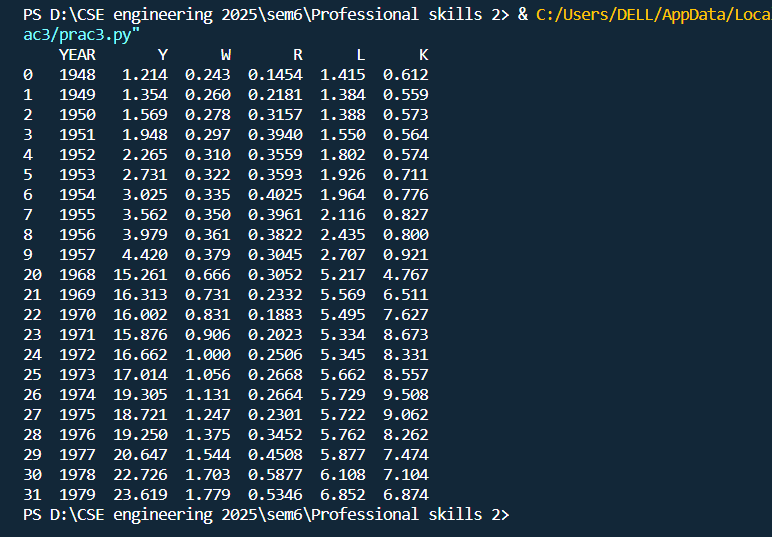 PS D:\CSE engineering 2025\sem6\Professional skills 2> & C:/Users/DELL/AppData/Loca
ac3/prac3.py"
    YEAR       Y      W       R      L      K
0   1948   1.214  0.243  0.1454  1.415  0.612
1   1949   1.354  0.260  0.2181  1.384  0.559
2   1950   1.569  0.278  0.3157  1.388  0.573
3   1951   1.948  0.297  0.3940  1.550  0.564
4   1952   2.265  0.310  0.3559  1.802  0.574
5   1953   2.731  0.322  0.3593  1.926  0.711
6   1954   3.025  0.335  0.4025  1.964  0.776
7   1955   3.562  0.350  0.3961  2.116  0.827
8   1956   3.979  0.361  0.3822  2.435  0.800
9   1957   4.420  0.379  0.3045  2.707  0.921
20  1968  15.261  0.666  0.3052  5.217  4.767
21  1969  16.313  0.731  0.2332  5.569  6.511
22  1970  16.002  0.831  0.1883  5.495  7.627
23  1971  15.876  0.906  0.2023  5.334  8.673
24  1972  16.662  1.000  0.2506  5.345  8.331
25  1973  17.014  1.056  0.2668  5.662  8.557
26  1974  19.305  1.131  0.2664  5.729  9.508
27  1975  18.721  1.247  0.2301  5.722  9.062
28  1976  19.250  1.375  0.3452  5.762  8.262
29  1977  20.647  1.544  0.4508  5.877  7.474
30  1978  22.726  1.703  0.5877  6.108  7.104
31  1979  23.619  1.779  0.5346  6.852  6.874
PS D:\CSE engineering 2025\sem6\Professional skills 2>